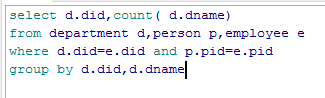 select d.did,count( d.dname)
from department d,person p,employee e
where d.did=e.did and p.pid=e.pid
group by d.did,d.dname